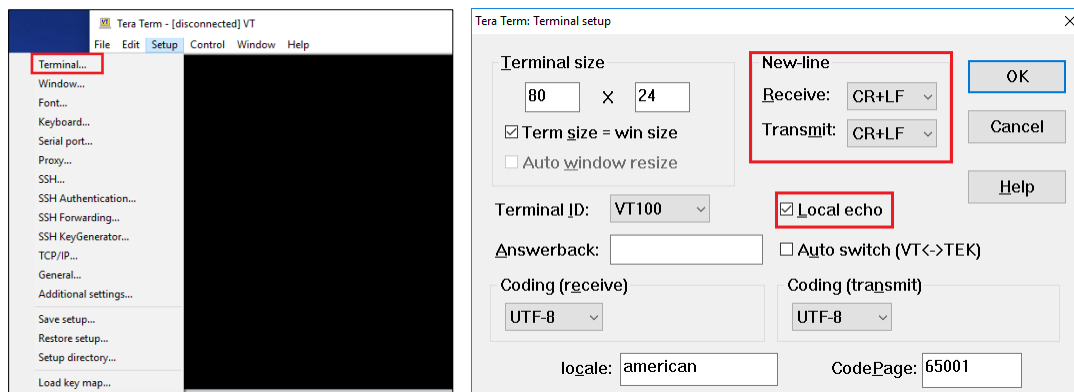 Tera Term - [disconnected] VT
File Edit Setup Control Window Help
Terminal...
Window...
Font...
Keyboard...
Serial port...
Proxy...
SSH...
SSH Authentication...
SSH Forwarding...
SSH KeyGenerator...
TCP/IP...
General...
Additional settings...
Save setup...
Restore setup...
Setup directory...
Load key map...
Tera Term: Terminal setup
Terminal size
80 X 24
Term size = win size
Auto window resize
New-line
Receive: CR+LF
Transmit: CR+LF
OK
Cancel
Help
Terminal ID: VT100
Local echo
Answerback:
Auto switch (VT<->TEK)
Coding (receive)
UTF-8
Coding (transmit)
UTF-8
locale: american
CodePage: 65001